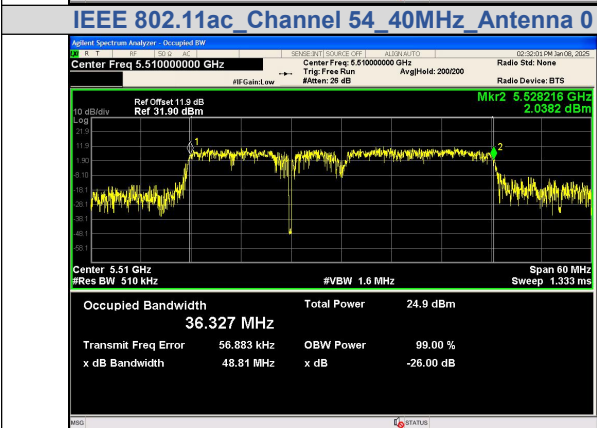 IEEE 802.11ac_Channel 54_40MHz_Antenna 0
Agilent Spectrum Analyzer - Occupied BW
R T RF 50 Ω AC SENSE:INT SOURCE OFF ALIGN AUTO 02:32:01 PM Jan 08, 2025
Center Freq 5.510000000 GHz Center Freq: 5.510000000 GHz Radio Std: None
Trig: Free Run Avg|Hold: 200/200
#IFGain:Low #Atten: 26 dB Radio Device: BTS
Ref Offset 11.9 dB Mkr2 5.528216 GHz
10 dB/div Ref 31.90 dBm 2.0382 dBm
Log
21.9
11.9
1
2
1.90
-8.10
-18.1
-28.1
-38.1
-48.1
-58.1
Center 5.51 GHz Span 60 MHz
#Res BW 510 kHz #VBW 1.6 MHz Sweep 1.333 ms
Occupied Bandwidth Total Power 24.9 dBm
36.327 MHz
Transmit Freq Error 56.883 kHz OBW Power 99.00 %
x dB Bandwidth 48.81 MHz x dB -26.00 dB
MSG STATUS